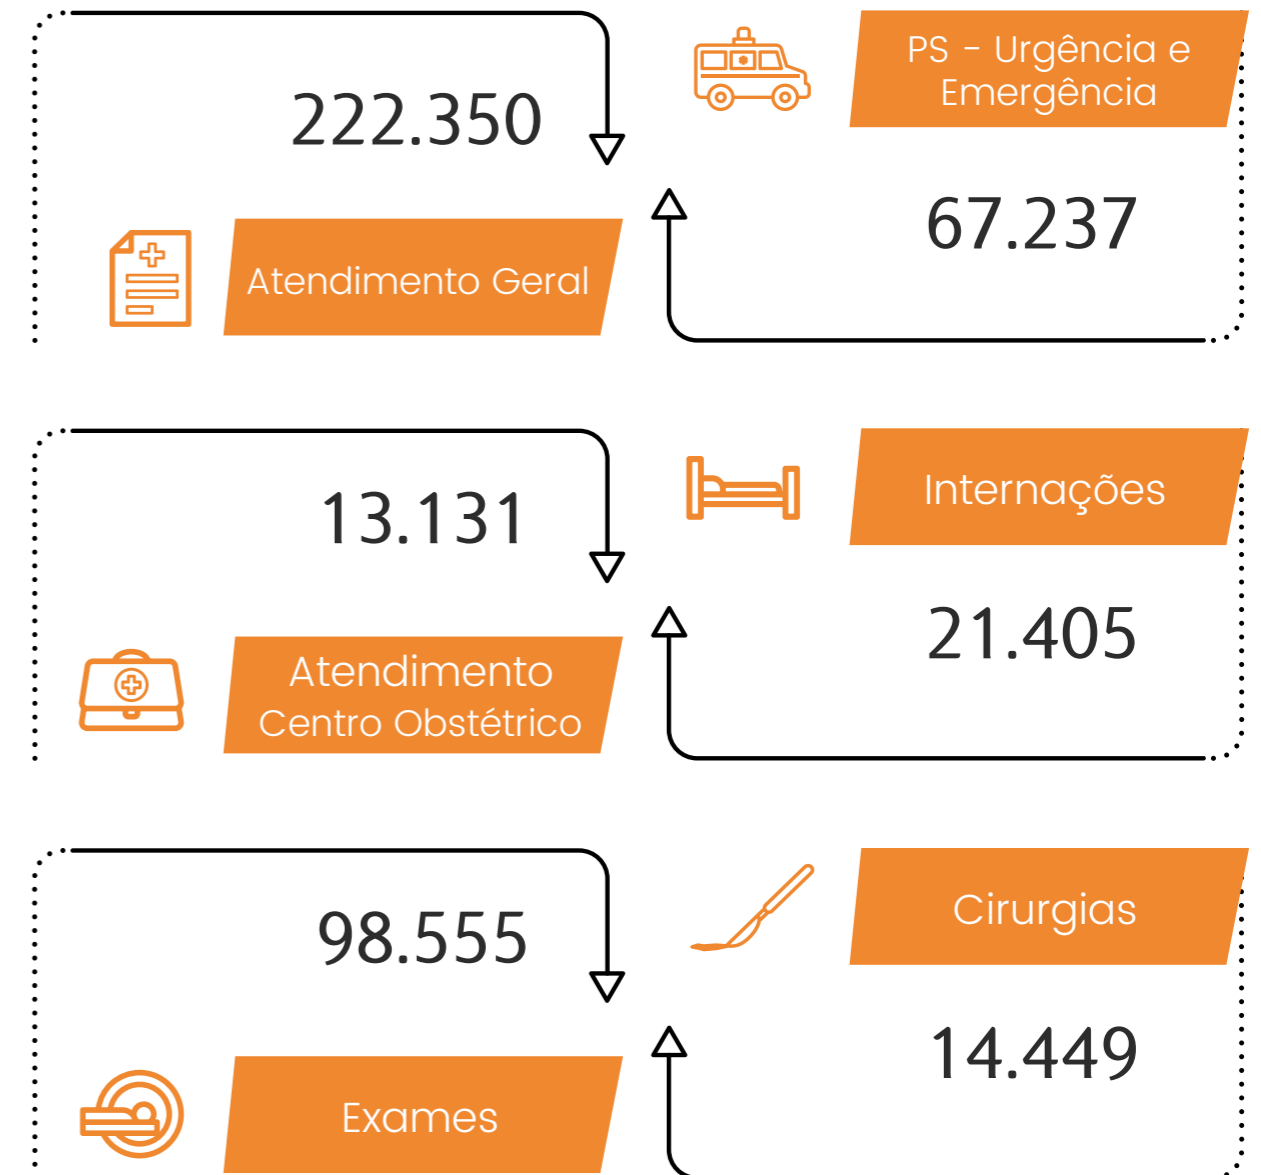 222.350
Atendimento Geral
PS - Urgência e
Emergência
67.237
13.131
Atendimento
Centro Obstétrico
Internações
21.405
98.555
Exames
Cirurgias
14.449